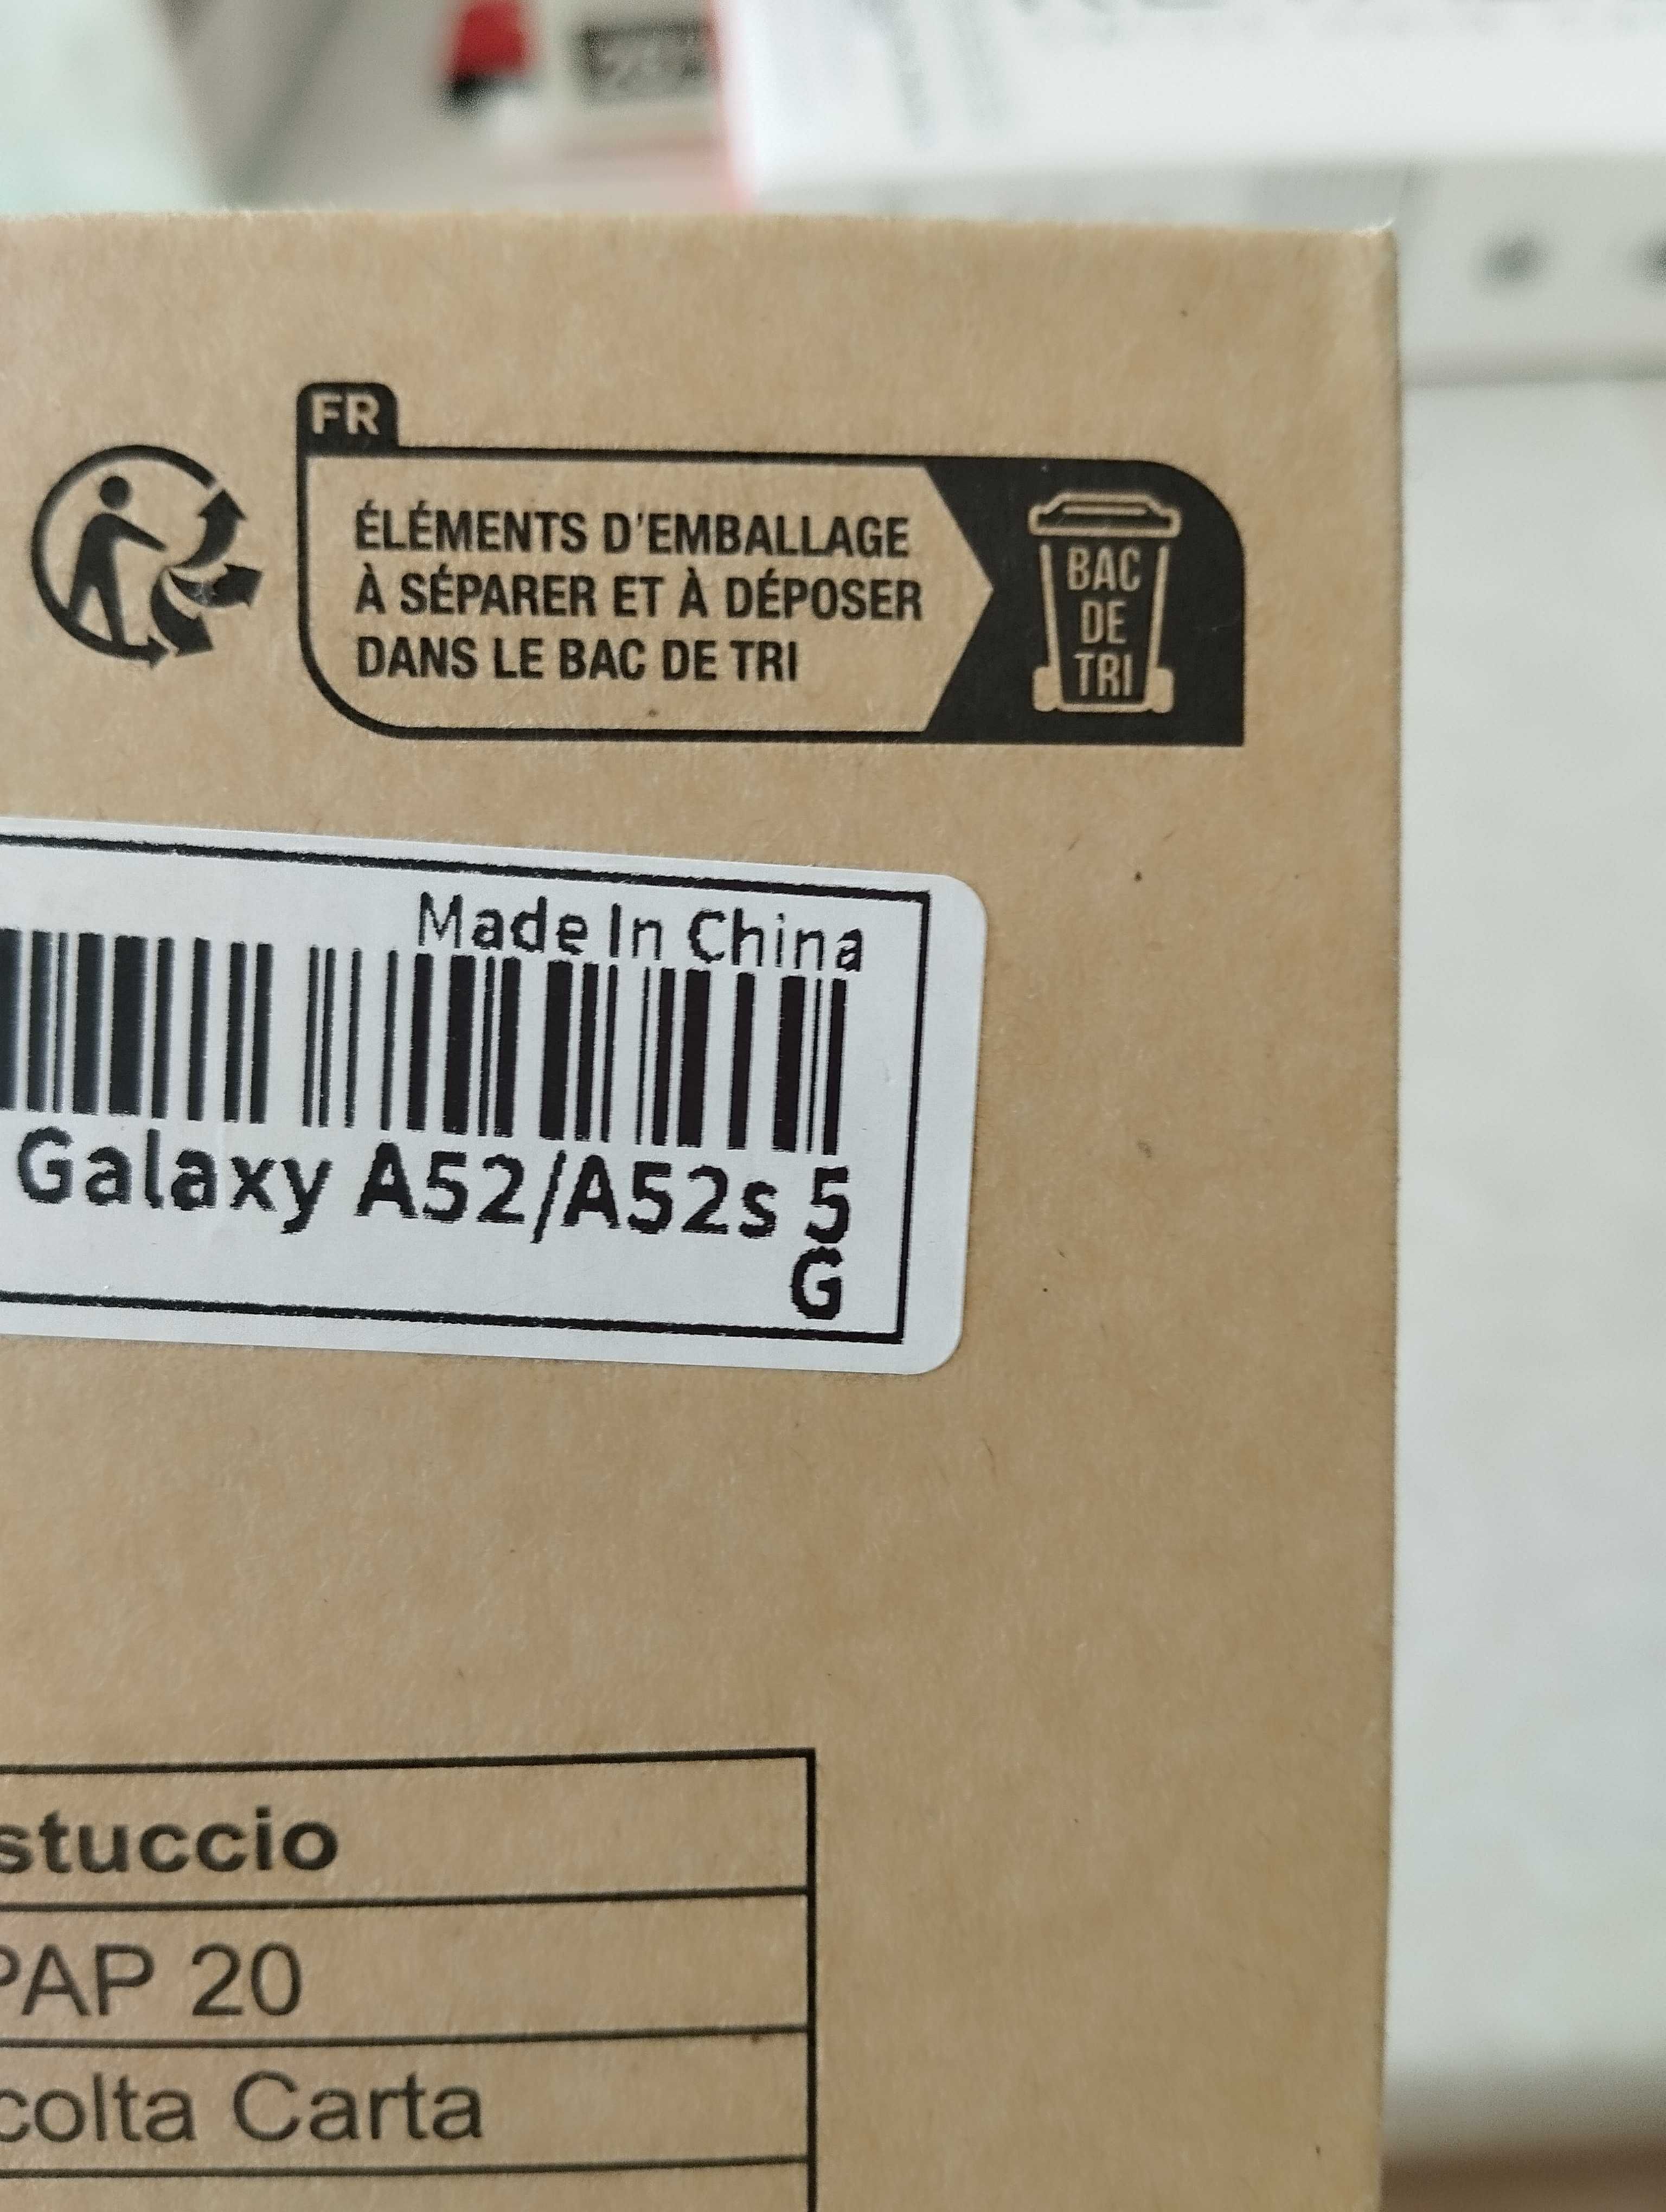 FR
ÉLÉMENTS D'EMBALLAGE
À SÉPARER ET À DÉPOSER
DANS LE BAC DE TRI
BAC
DE
TRI
Made In China
Galaxy A52/A52s 5
G
stuccio
PAP 20
colta Carta